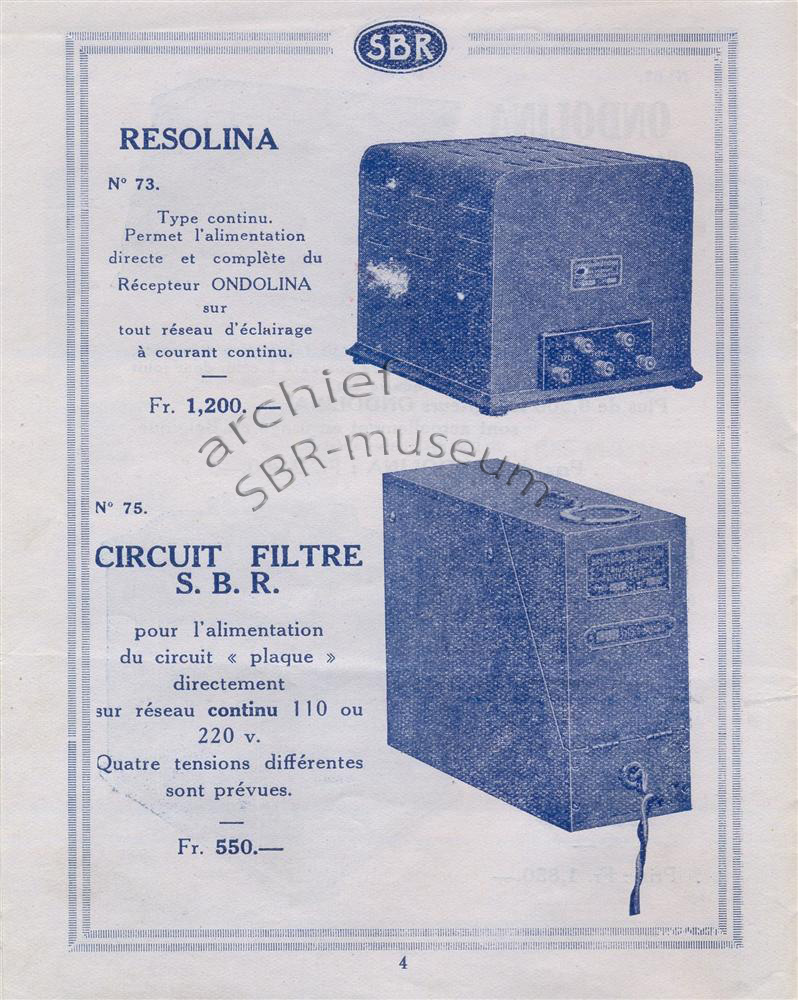 SBR
RESOLINA
N° 73.
Type continu.
Permet l'alimentation
directe et complète du
Récepteur ONDOLINA
sur
tout réseau d'éclairage
à courant continu.
Fr. 1,200.—
archief
SBR-museum
N° 75.
CIRCUIT FILTRE
S. B. R.
pour l'alimentation
du circuit « plaque »
directement
sur réseau continu 110 ou
220 v.
Quatre tensions différentes
sont prévues.
Fr. 550.—
4